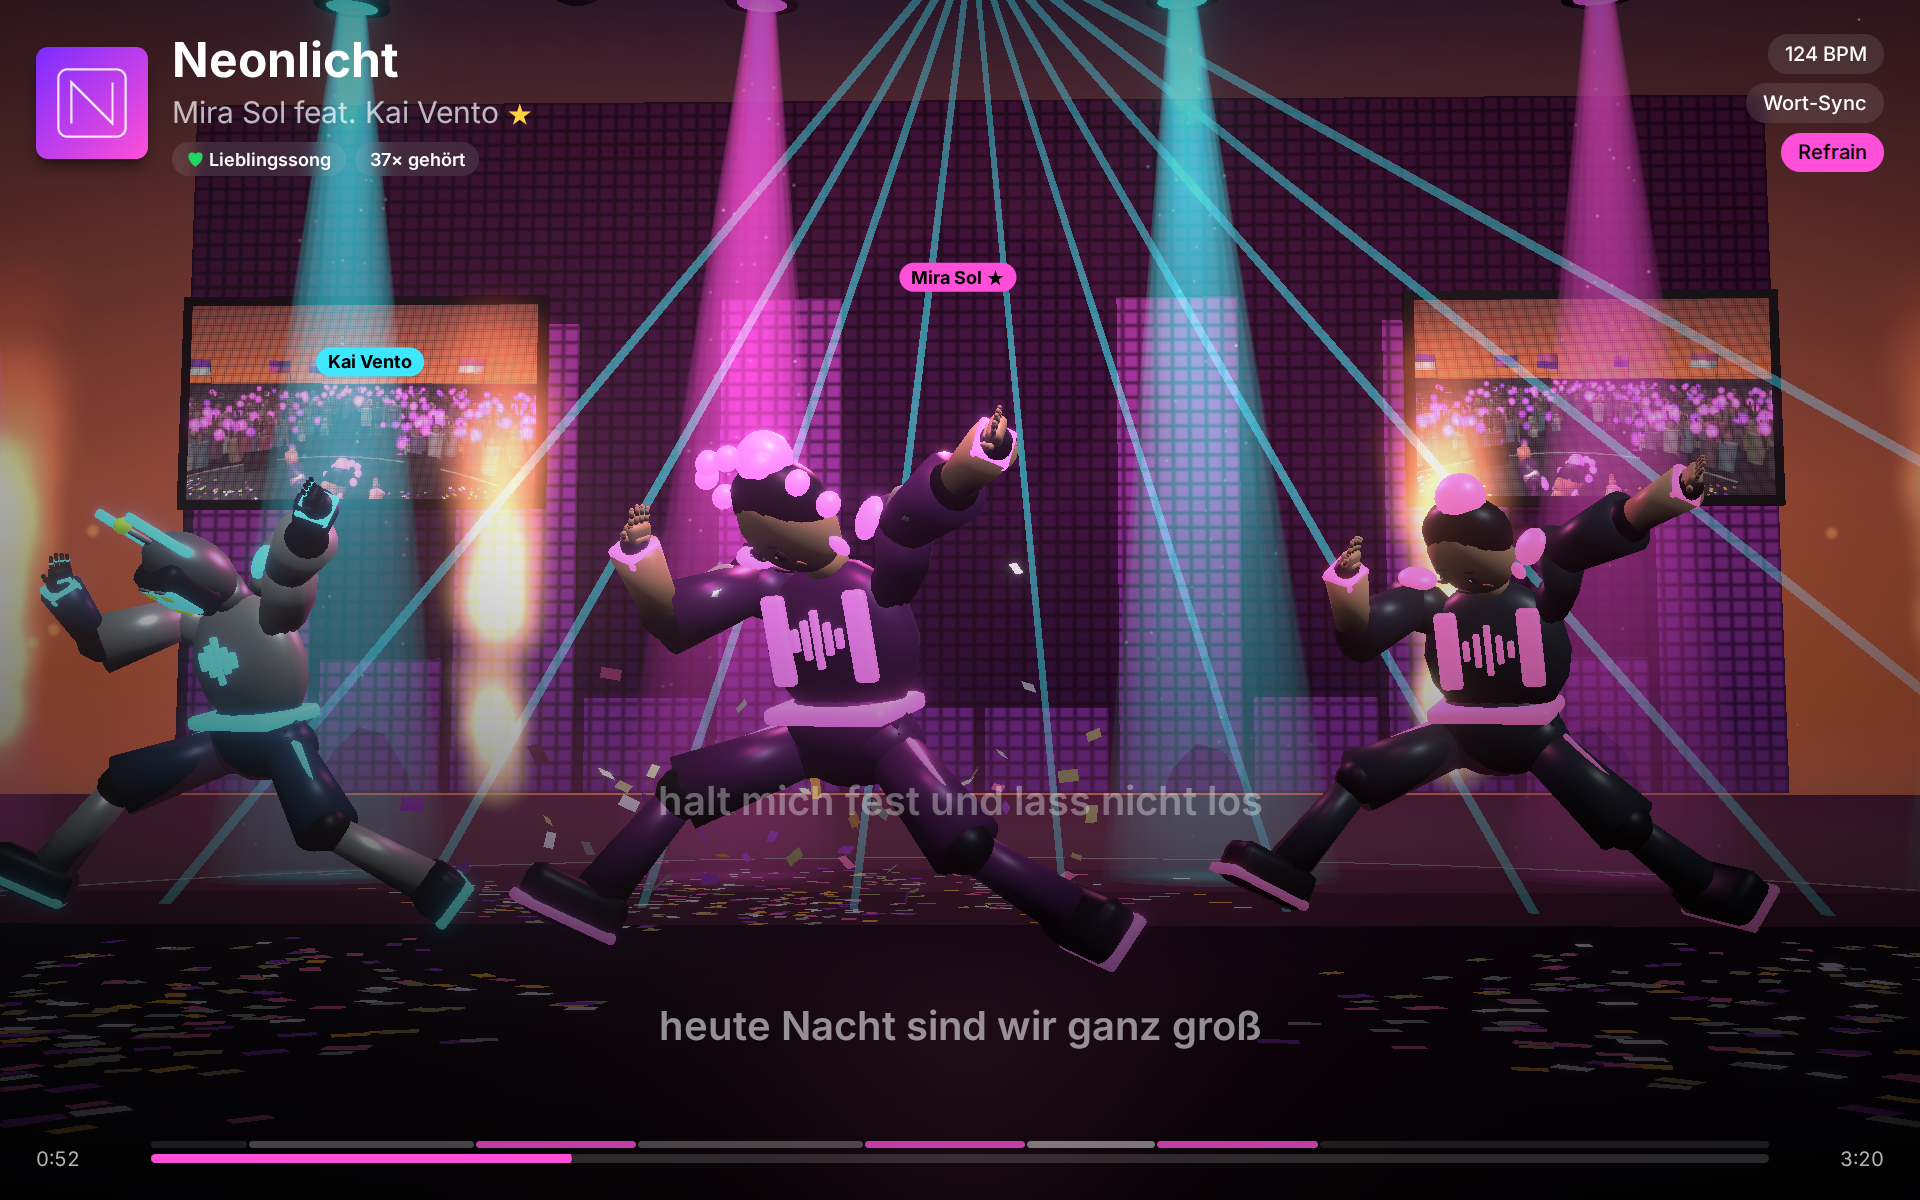 Neonlicht
Mira Sol feat. Kai Vento ★
Lieblingssong
37× gehört
124 BPM
Wort-Sync
Refrain
Mira Sol ★
Kai Vento
halt mich fest und lass nicht los
heute Nacht sind wir ganz groß
0:52
3:20